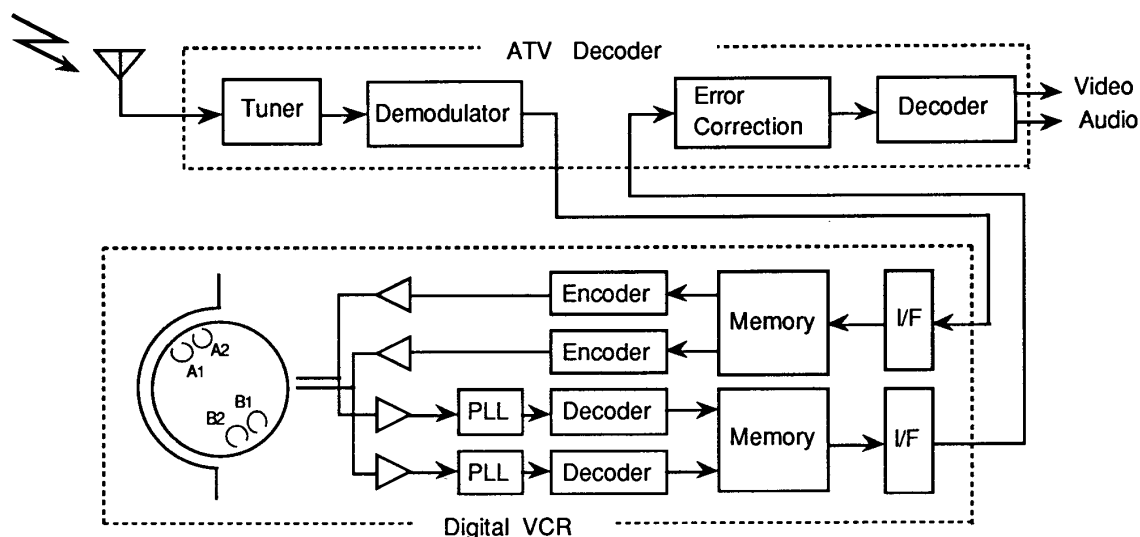 ATV Decoder
Tuner
Demodulator
Error
Correction
Decoder
Video
Audio
Encoder
Memory
I/F
Encoder
A2
A1
B1
B2
PLL
Decoder
Memory
I/F
PLL
Decoder
Digital VCR